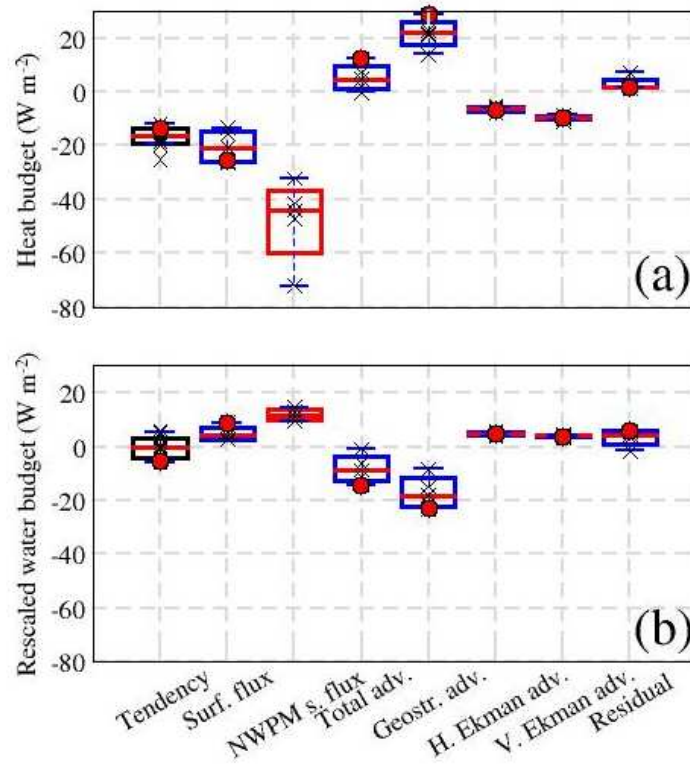 20
0
-20
-40
-60
-80
Heat budget (W m⁻²)
(a)
20
0
-20
-40
-60
-80
Rescaled water budget (W m⁻²)
(b)
Tendency
Surf. flux
NWPM s. flux
Total adv.
Geostr. adv.
H. Ekman adv.
V. Ekman adv.
Residual